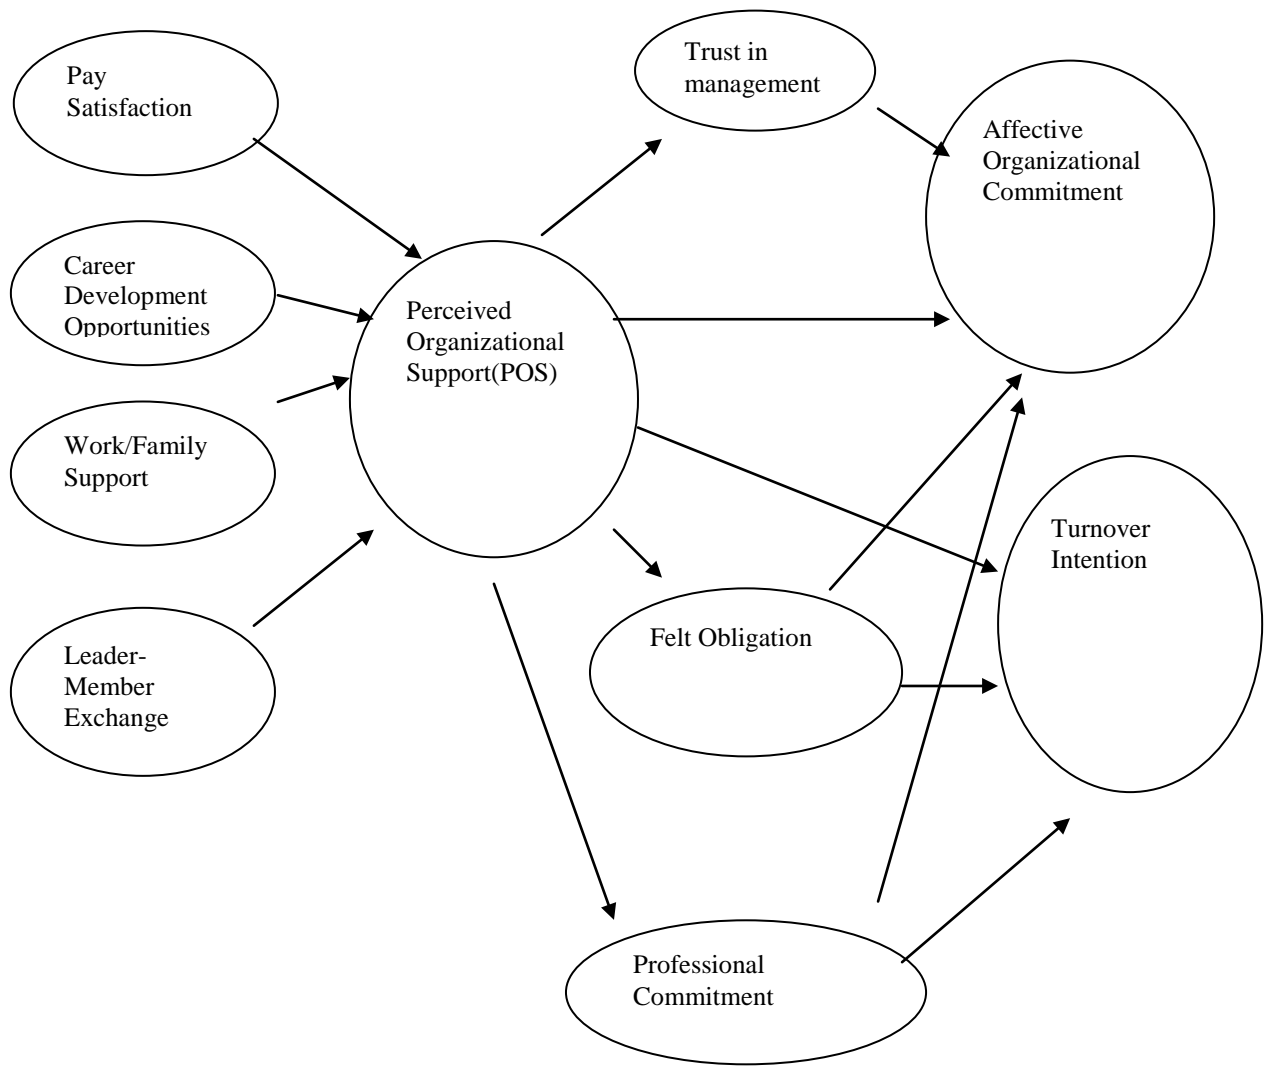 Pay
Satisfaction
Career
Development
Opportunities
Work/Family
Support
Leader-
Member
Exchange
Perceived
Organizational
Support(POS)
Trust in
management
Felt Obligation
Professional
Commitment
Affective
Organizational
Commitment
Turnover
Intention